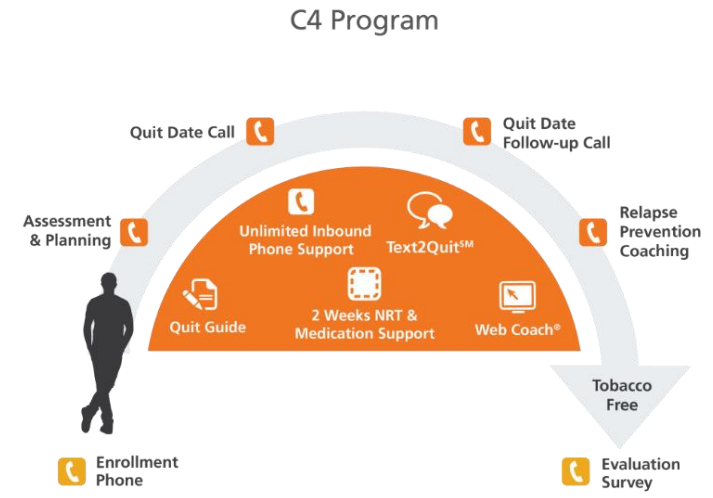 C4 Program
Quit Date Call
Quit Date
Follow-up Call
Assessment
& Planning
Relapse
Prevention
Coaching
Unlimited Inbound
Phone Support
Text2Quit℠
Quit Guide
2 Weeks NRT &
Medication Support
Web Coach®
Tobacco
Free
Enrollment
Phone
Evaluation
Survey